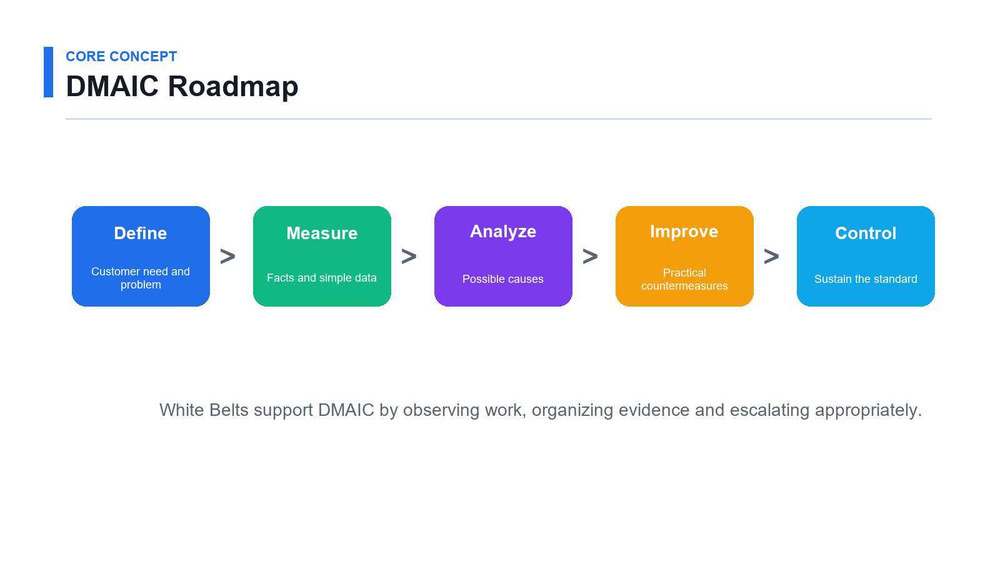 CORE CONCEPT
DMAIC Roadmap
Define
Customer need and
problem
>
Measure
Facts and simple data
>
Analyze
Possible causes
>
Improve
Practical
countermeasures
>
Control
Sustain the standard
White Belts support DMAIC by observing work, organizing evidence and escalating appropriately.